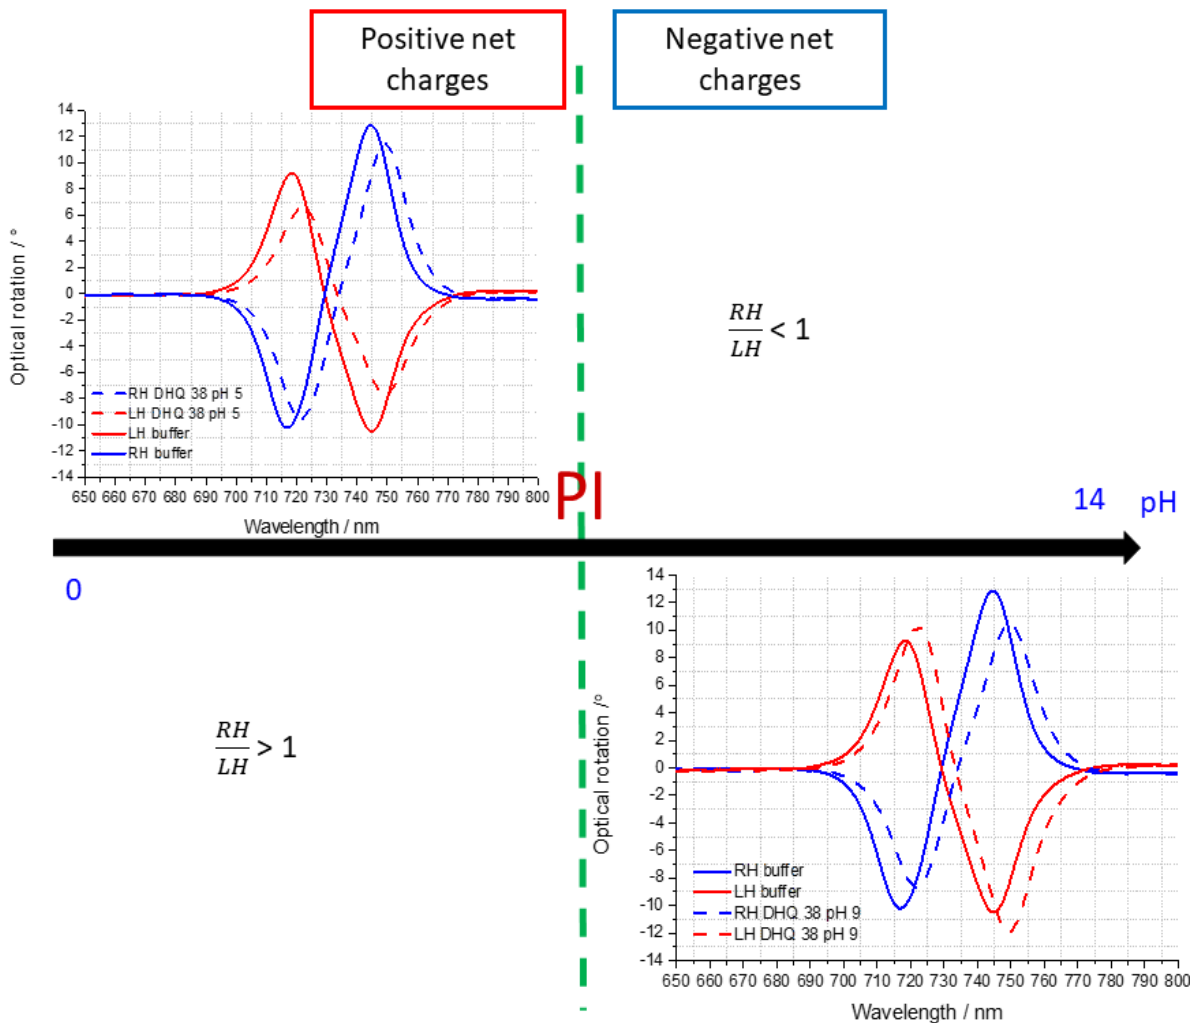 Positive net
charges
Negative net
charges
14
12
10
8
6
4
2
0
-2
-4
-6
-8
-10
-12
-14
Optical rotation / °
RH DHQ 38 pH 5
LH DHQ 38 pH 5
LH buffer
RH buffer
650 660 670 680 690 700 710 720 730 740 750 760 770 780 790 800
Wavelength / nm
RH
LH
< 1
PI
14 pH
0
RH
LH
> 1
14
12
10
8
6
4
2
0
-2
-4
-6
-8
-10
-12
-14
Optical rotation /°
RH buffer
LH buffer
RH DHQ 38 pH 9
LH DHQ 38 pH 9
650 660 670 680 690 700 710 720 730 740 750 760 770 780 790 800
Wavelength / nm